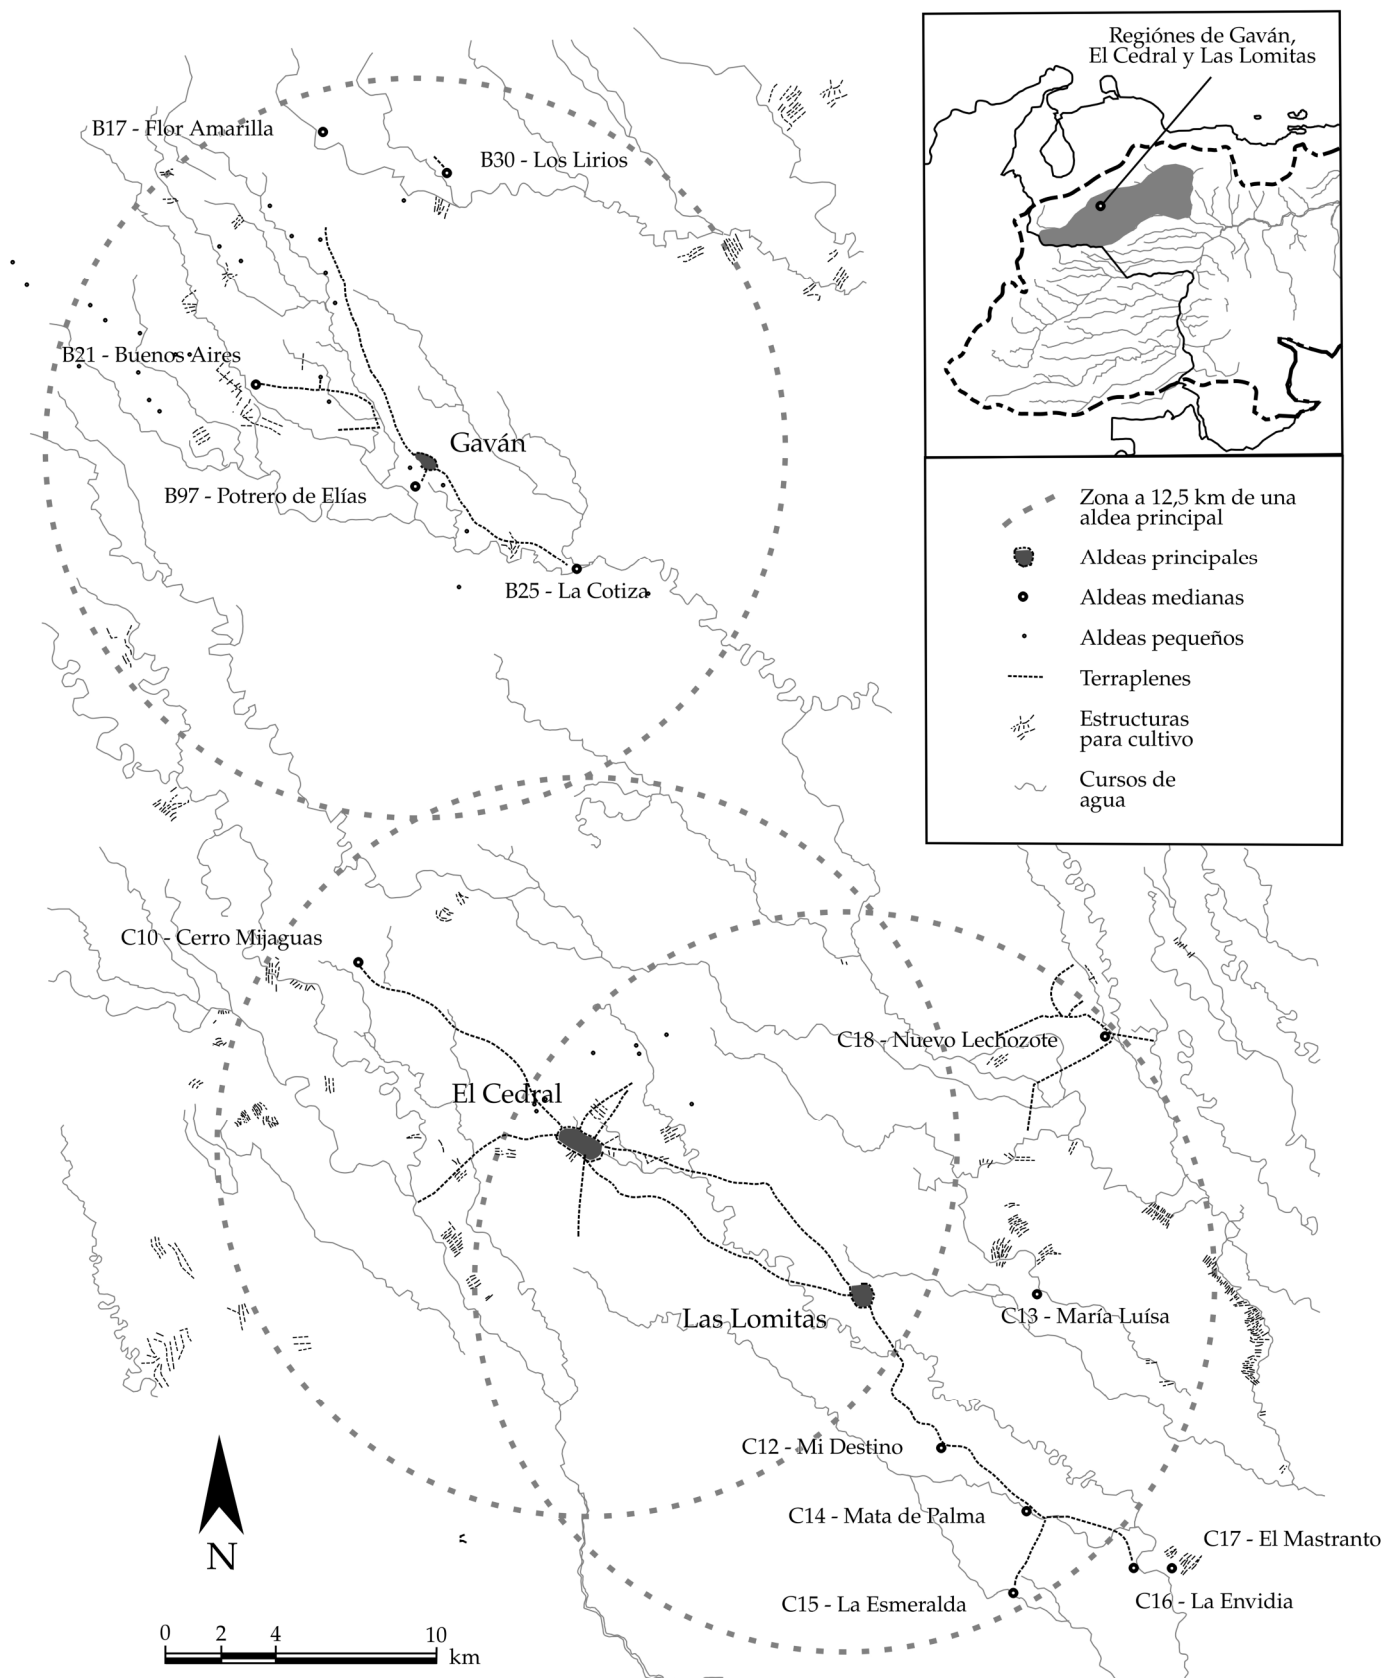 Regiónes de Gaván,
El Cedral y Las Lomitas
B17 - Flor Amarilla
B30 - Los Lirios
B21 - Buenos Aires
Gaván
B97 - Potrero de Elías
B25 - La Cotiza
Zona a 12,5 km de una
aldea principal
Aldeas principales
Aldeas medianas
Aldeas pequeños
Terraplenes
Estructuras
para cultivo
Cursos de
agua
C10 - Cerro Mijaguas
C18 - Nuevo Lechozote
El Cedral
Las Lomitas
C13 - María Luísa
C12 - Mi Destino
C14 - Mata de Palma
C17 - El Mastranto
C15 - La Esmeralda
C16 - La Envidia
N
0 2 4 10
km